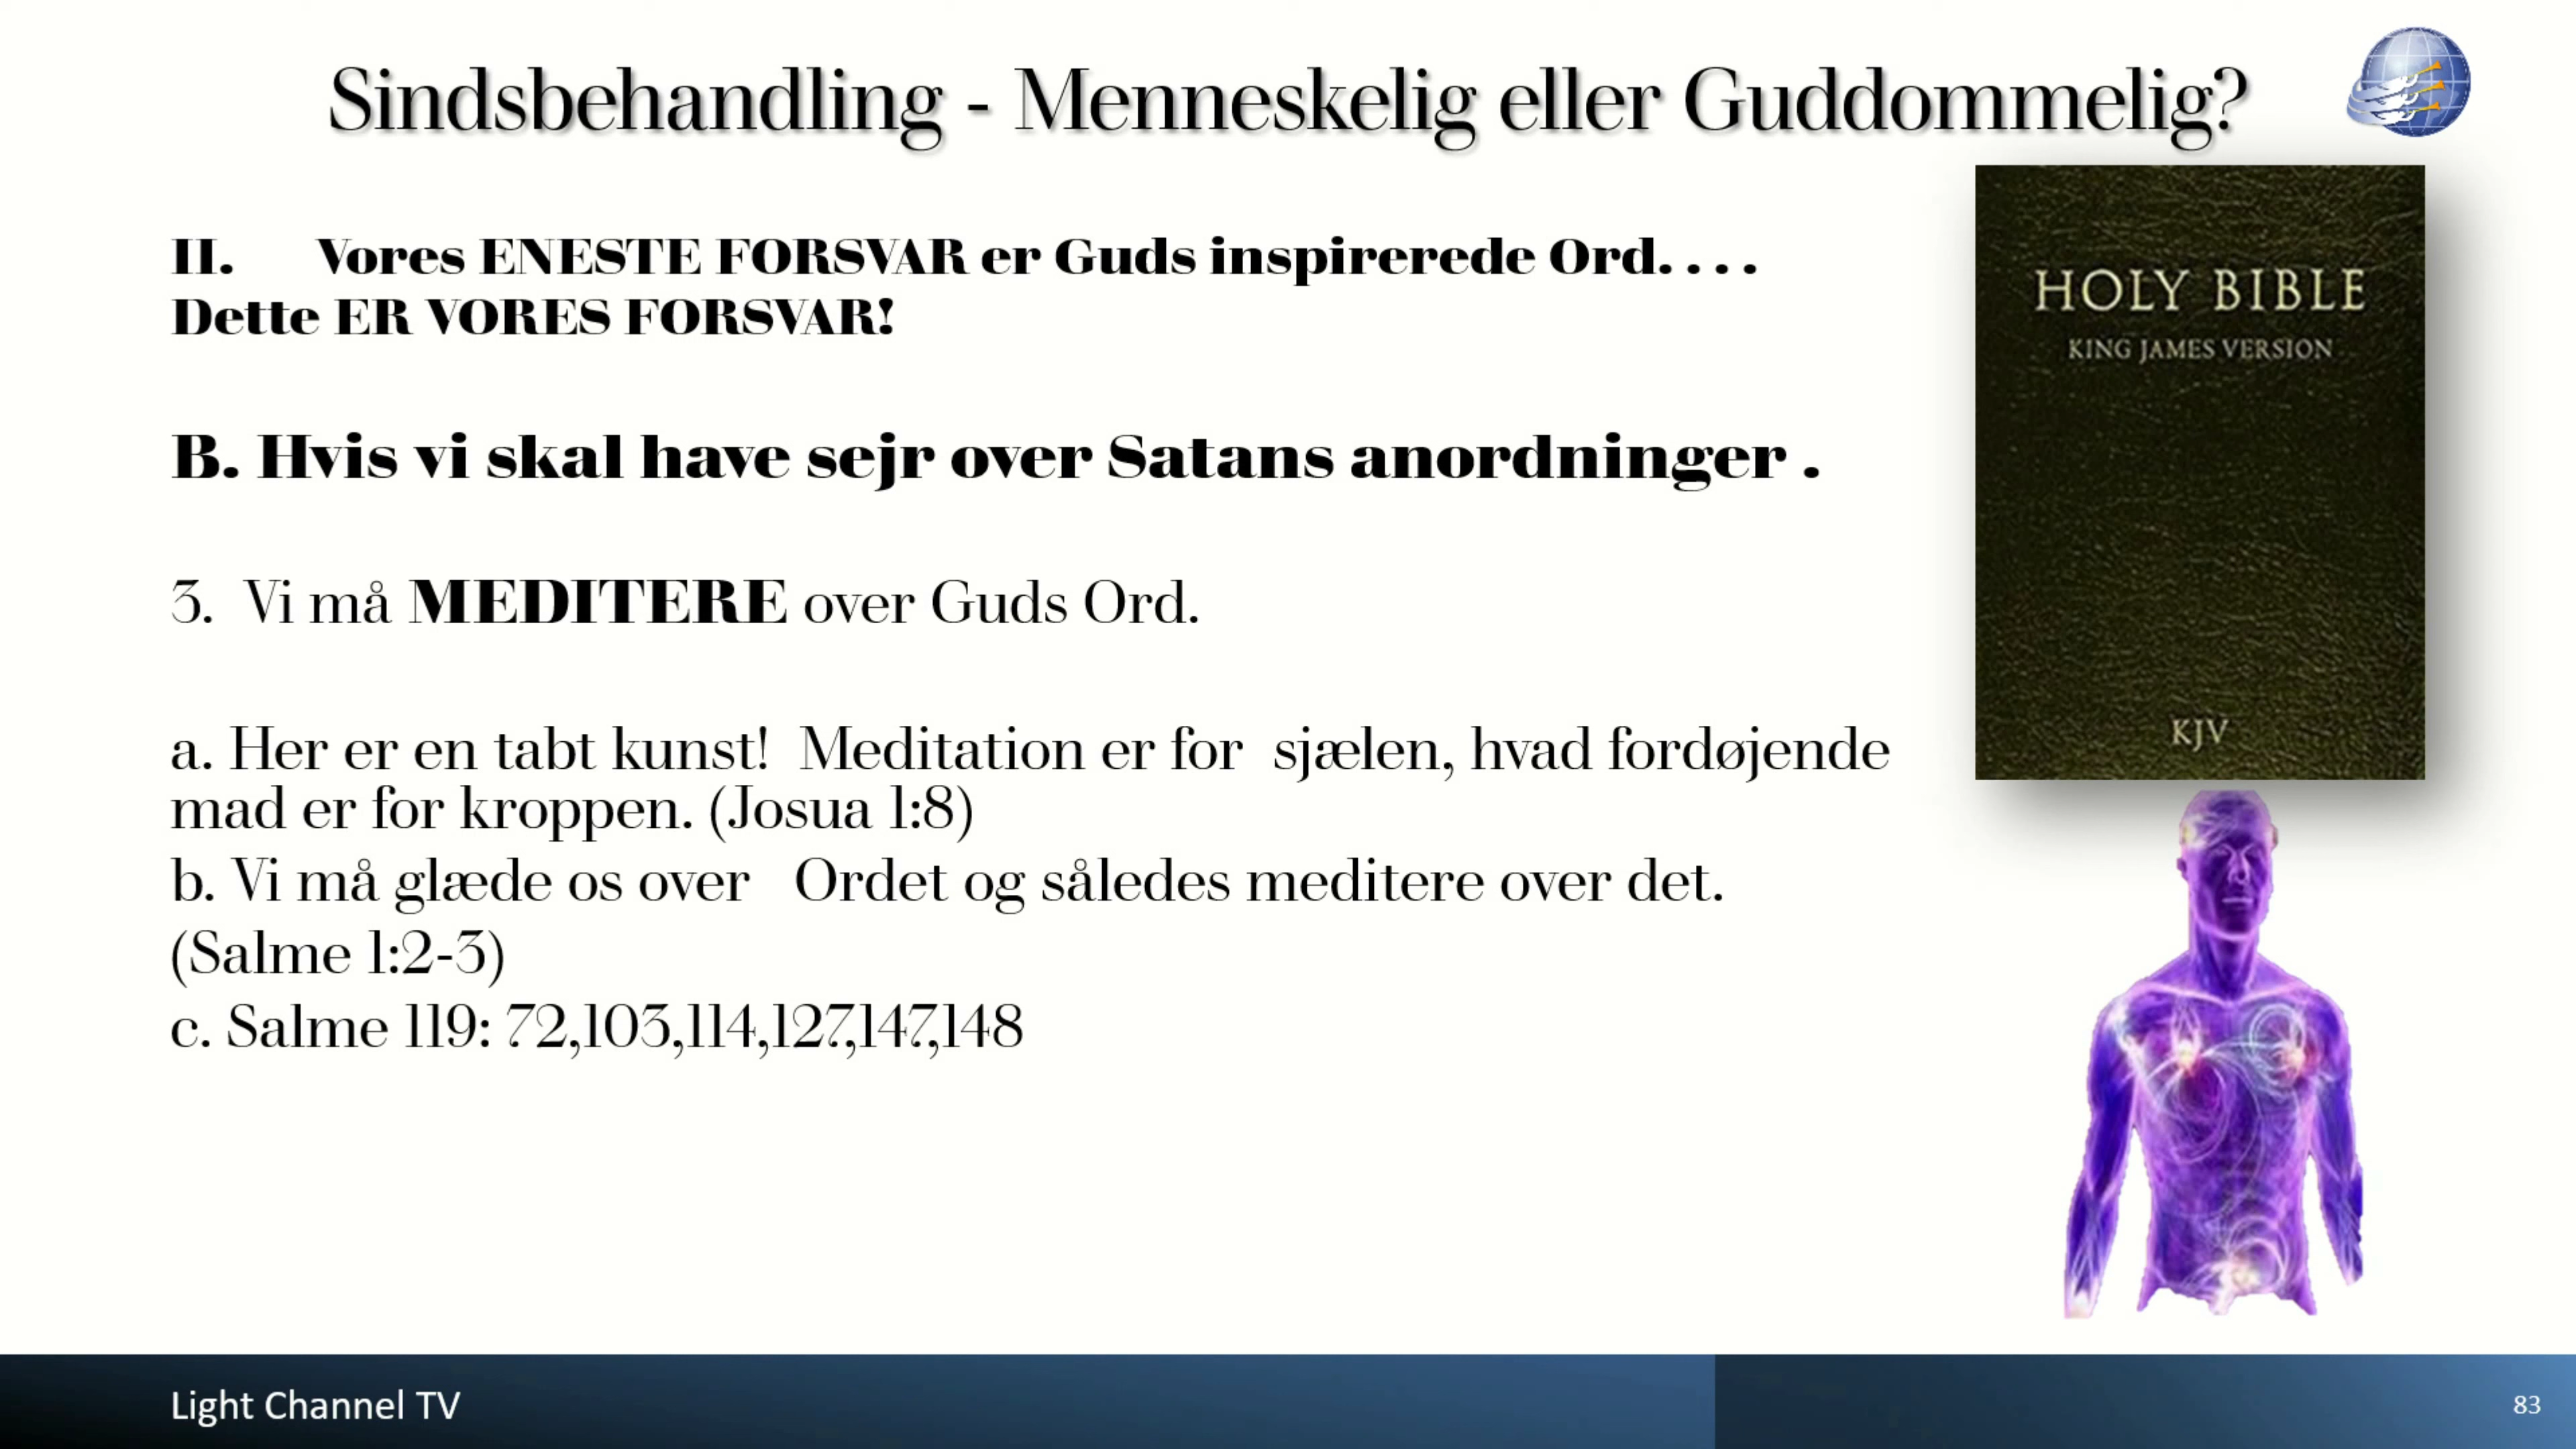 Sindsbehandling - Menneskelig eller Guddommelig?
II. Vores ENESTE FORSVAR er Guds inspirerede Ord. . . .
Dette ER VORES FORSVAR!
B. Hvis vi skal have sejr over Satans anordninger .
3. Vi må MEDITERE over Guds Ord.
a. Her er en tabt kunst! Meditation er for sjælen, hvad fordøjende
mad er for kroppen. (Josua 1:8)
b. Vi må glæde os over Ordet og således meditere over det.
(Salme 1:2-3)
c. Salme 119: 72,103,114,127,147,148
HOLY BIBLE
KING JAMES VERSION
KJV
Light Channel TV
83